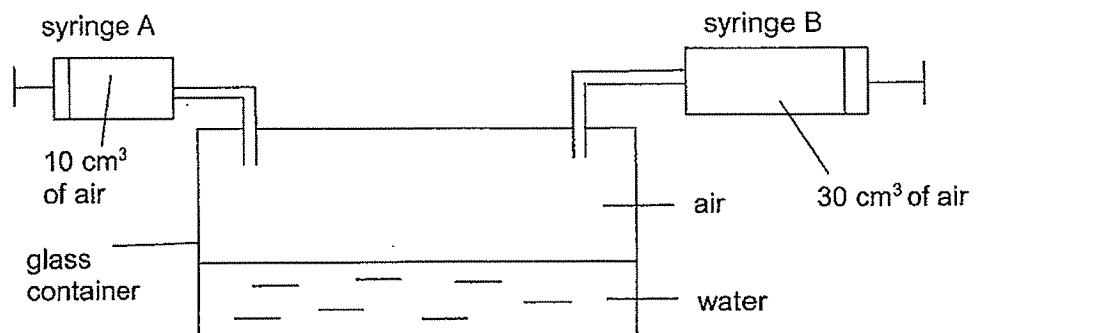 syringe A
syringe B
10 cm³
of air
30 cm³ of air
air
glass
container
water